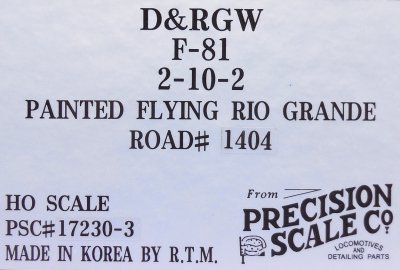 D&RGW
F-81
2-10-2
PAINTED FLYING RIO GRANDE
ROAD# 1404
HO SCALE
PSC#17230-3
MADE IN KOREA BY R.T.M.
From
PRECISION
SCALE Co.
LOCOMOTIVES
AND
DETAILING PARTS